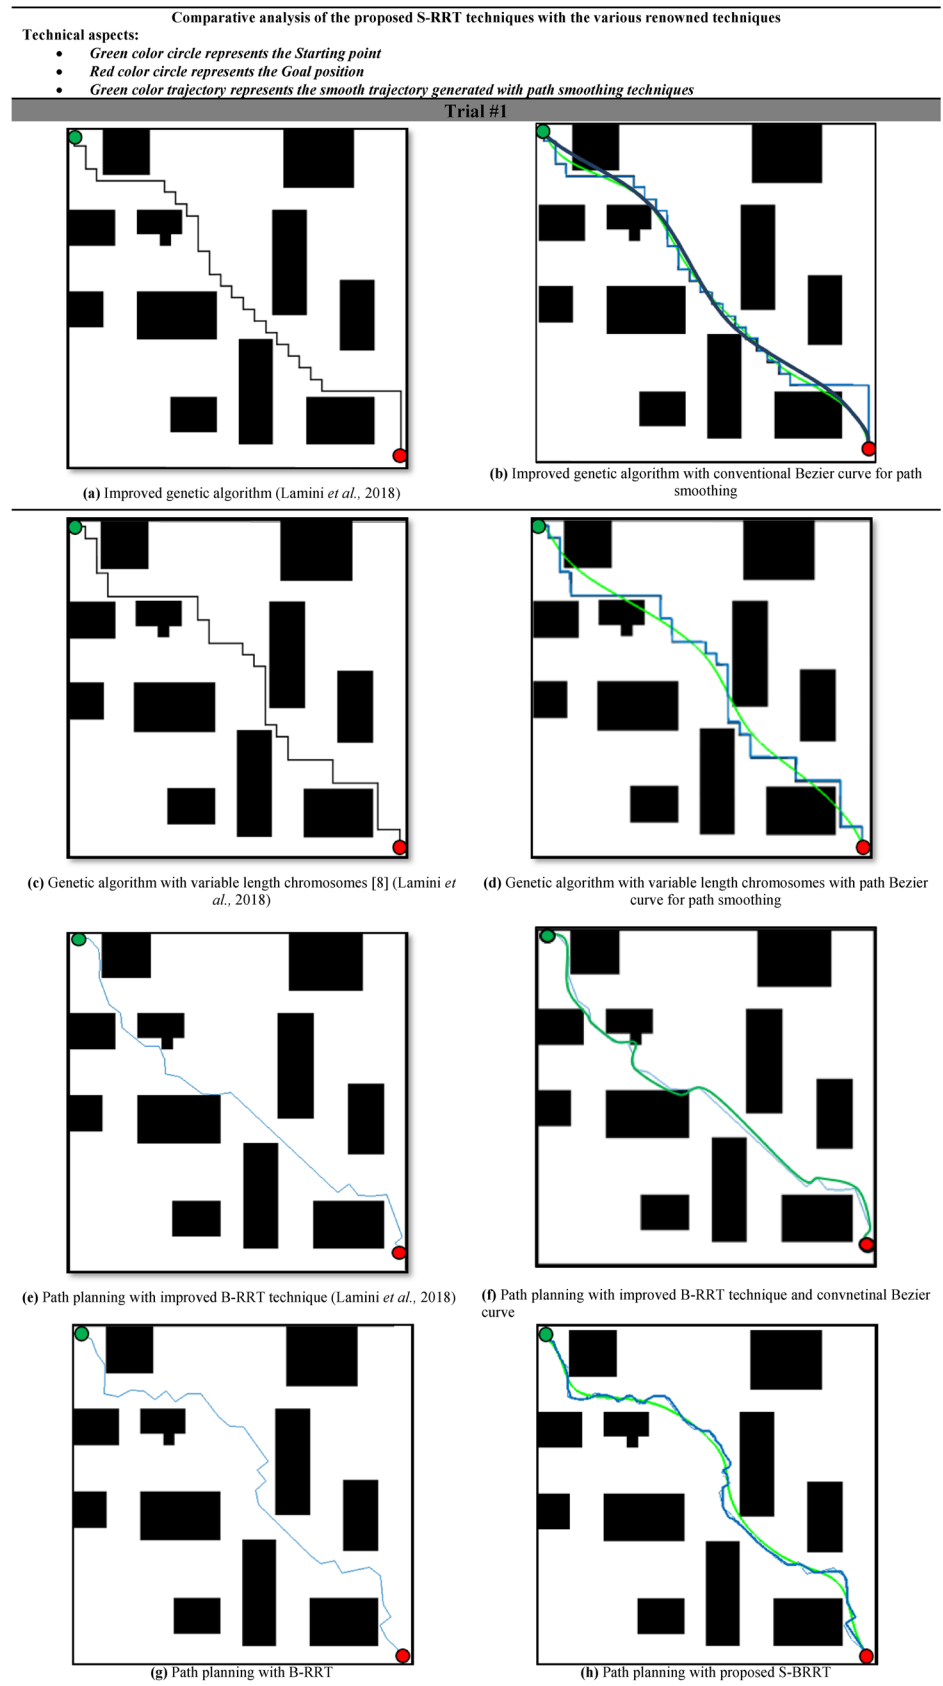 Comparative analysis of the proposed S-RRT techniques with the various renowned techniques
Technical aspects:
• Green color circle represents the Starting point
• Red color circle represents the Goal position
• Green color trajectory represents the smooth trajectory generated with path smoothing techniques
Trial #1
(a) Improved genetic algorithm (Lamini et al., 2018)
(b) Improved genetic algorithm with conventional Bezier curve for path
smoothing
(c) Genetic algorithm with variable length chromosomes [8] (Lamini et
al., 2018)
(d) Genetic algorithm with variable length chromosomes with path Bezier
curve for path smoothing
(e) Path planning with improved B-RRT technique (Lamini et al., 2018)
(f) Path planning with improved B-RRT technique and convnetinal Bezier
curve
(g) Path planning with B-RRT
(h) Path planning with proposed S-BRRT